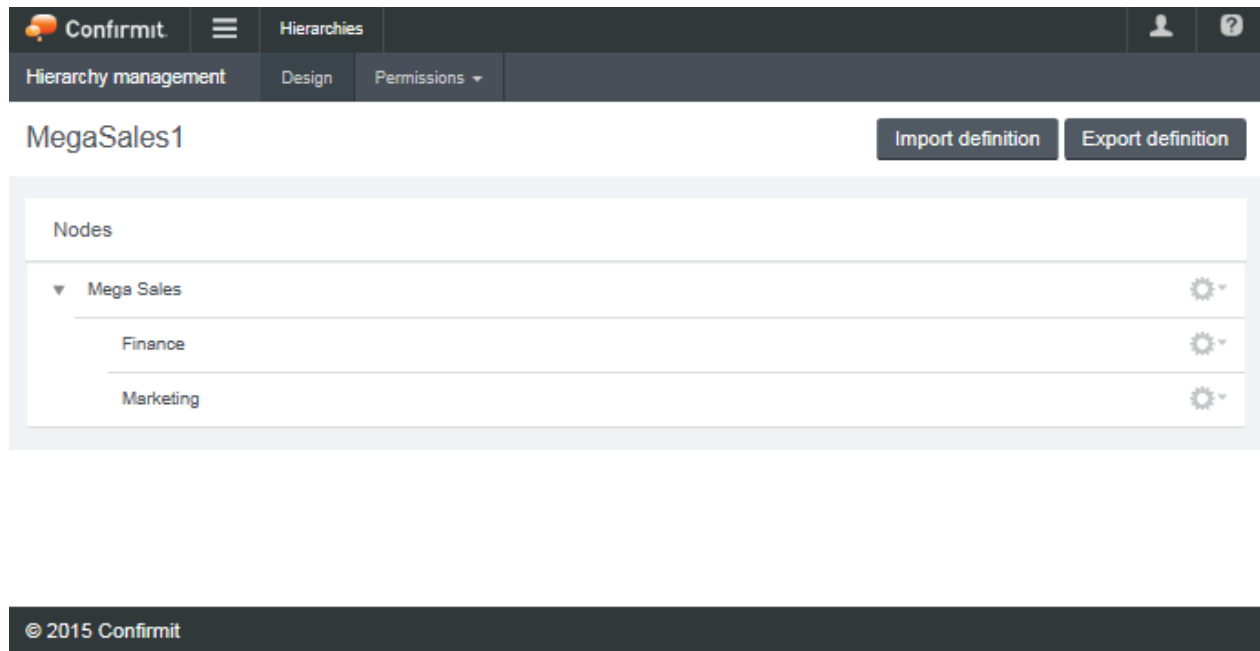 Confirmit. Hierarchies
Hierarchy management Design Permissions
MegaSales1 Import definition Export definition
Nodes
Mega Sales
Finance
Marketing
© 2015 Confirmit